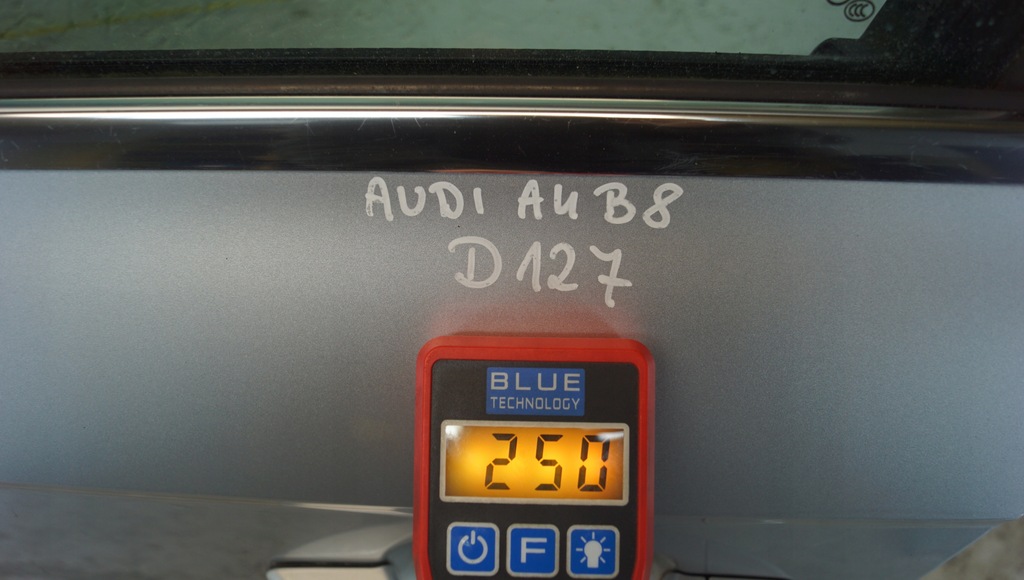 AUDI A4 B8
D127
BLUE
TECHNOLOGY
250
F